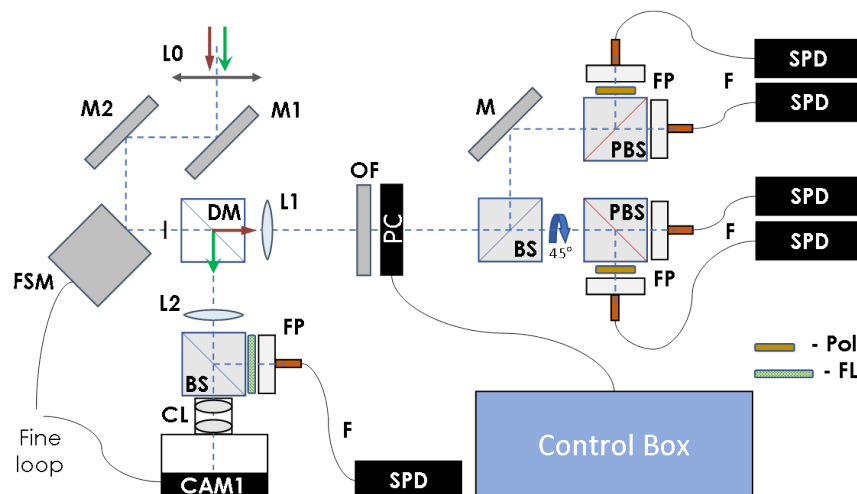 L0
M2
M1
DM
L1
FSM
L2
BS
FP
CL
F
Fine
loop
CAM1
SPD
OF
PC
M
BS
45°
PBS
FP
F
SPD
SPD
PBS
FP
F
SPD
SPD
- Pol
- FL
Control Box